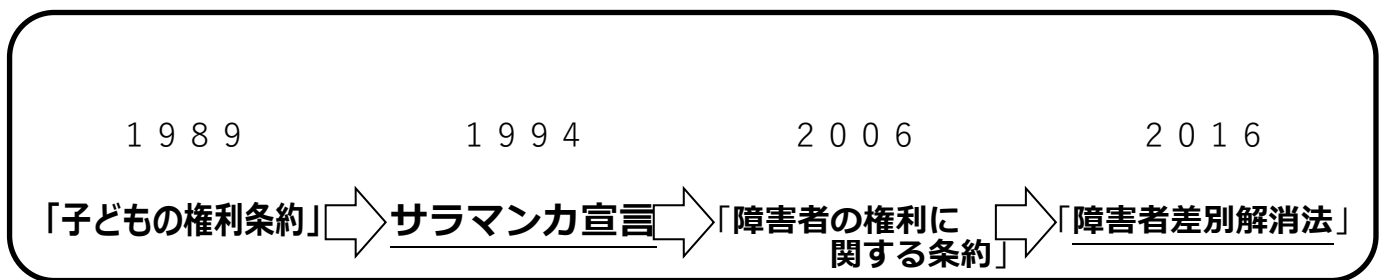 １９８９ １９９４ ２００６ ２０１６
「子どもの権利条約」 サラマンカ宣言 「障害者の権利に 「障害者差別解消法」
関する条約」